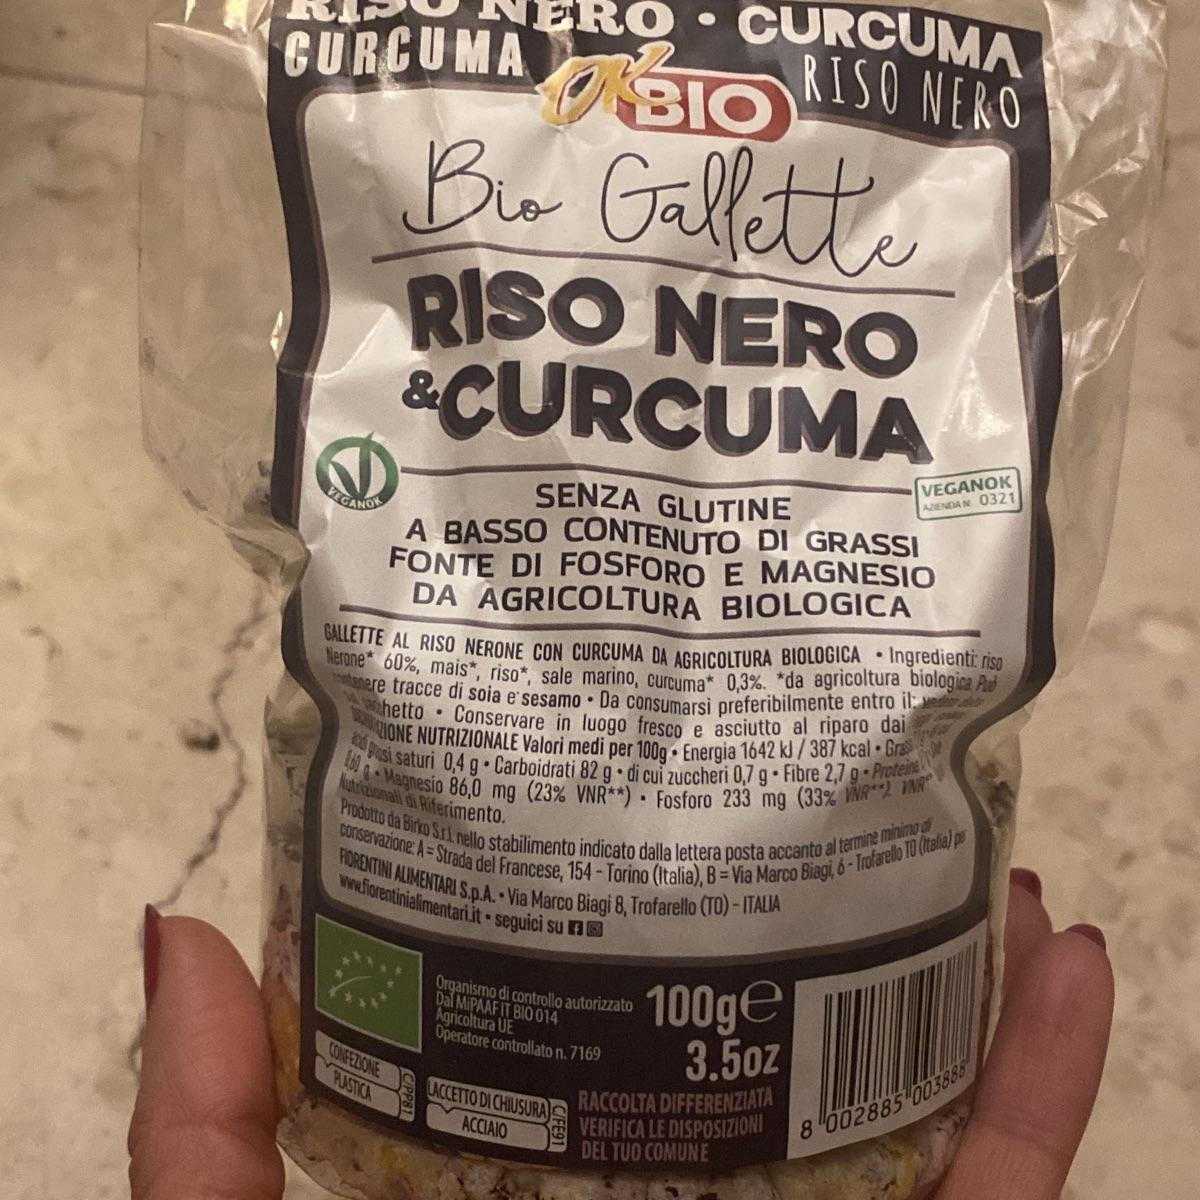 RISO NERO • CURCUMA
CURCUMA
RISO NERO
OK BIO
Bio Gallette
RISO NERO
&CURCUMA
VEGANOK
VEGANOK
AZIENDA N. 0321
SENZA GLUTINE
A BASSO CONTENUTO DI GRASSI
FONTE DI FOSFORO E MAGNESIO
DA AGRICOLTURA BIOLOGICA
GALLETTE AL RISO NERONE CON CURCUMA DA AGRICOLTURA BIOLOGICA • Ingredienti: riso
Nerone* 60%, mais*, riso*, sale marino, curcuma* 0,3%. *da agricoltura biologica Può
contenere tracce di soia e sesamo • Da consumarsi preferibilmente entro il:
• Conservare in luogo fresco e asciutto al riparo dai
NUTRIZIONALE Valori medi per 100g • Energia 1642 kJ / 387 kcal •
grassi saturi 0,4 g • Carboidrati 82 g • di cui zuccheri 0,7 g • Fibre 2,7 g • Proteine
0,60 g • Magnesio 86,0 mg (23% VNR**) • Fosforo 233 mg (33% VNR**). VNR
Nutrizionali di Riferimento.
Prodotto da Birko S.r.l. nello stabilimento indicato dalla lettera posta accanto al termine minimo di
conservazione: A = Strada del Francese, 154 - Torino (Italia), B = Via Marco Biagi, 6 - Trofarello TO (Italia) per
FIORENTINI ALIMENTARI S.p.A. • Via Marco Biagi 8, Trofarello (TO) - ITALIA
www.fiorentinialimentari.it • seguici su
Organismo di controllo autorizzato
Dal MiPAAF IT BIO 014
Agricoltura UE
Operatore controllato n. 7169
100g e
3.5oz
CONFEZIONE
PLASTICA
C/PP81
LACCETTO DI CHIUSURA
ACCIAIO
C/FE91
RACCOLTA DIFFERENZIATA
VERIFICA LE DISPOSIZIONI
DEL TUO COMUNE
8 002885 003888